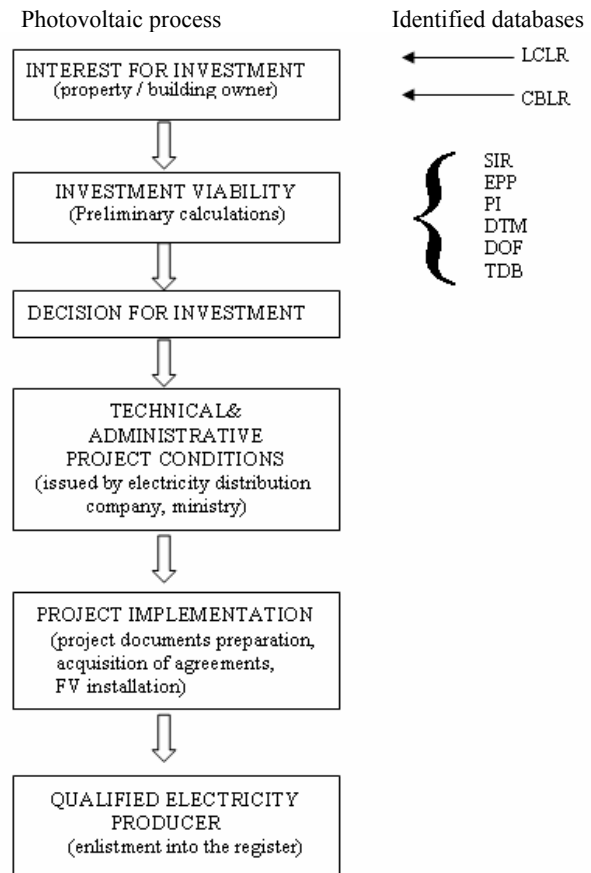 Photovoltaic process
Identified databases
INTEREST FOR INVESTMENT
(property / building owner)
LCLR
CBLR
INVESTMENT VIABILITY
(Preliminary calculations)
SIR
EPP
PI
DTM
DOF
TDB
DECISION FOR INVESTMENT
TECHNICAL&
ADMINISTRATIVE
PROJECT CONDITIONS
(issued by electricity distribution
company, ministry)
PROJECT IMPLEMENTATION
(project documents preparation,
acquisition of agreements,
FV installation)
QUALIFIED ELECTRICITY
PRODUCER
(enlistment into the register)